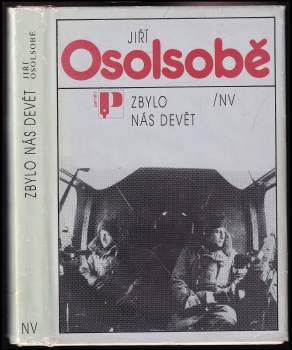 ZBYLO NÁS DEVĚT
JIŘÍ
OSOLSOBĚ
NV
JIŘÍ
Osolsobě
P
ZBYLO
NÁS DEVĚT
/NV